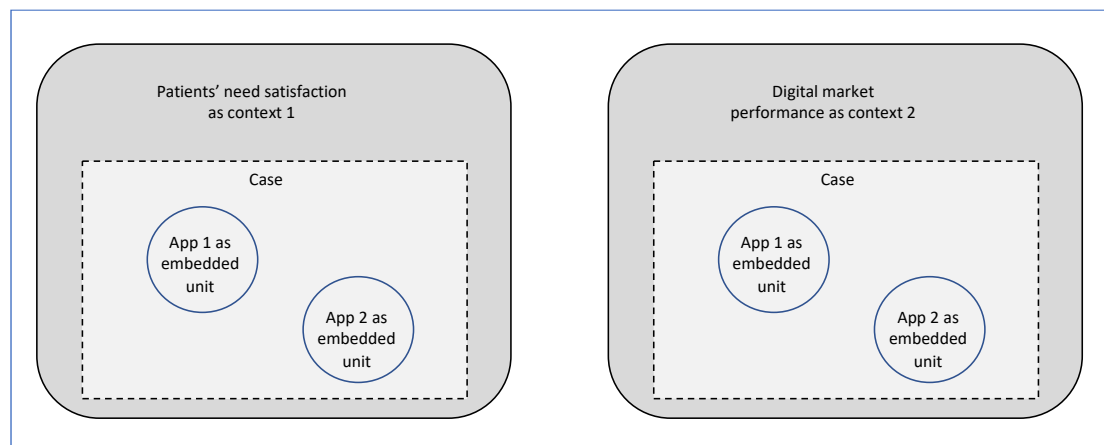 Patients’ need satisfaction
as context 1
Case
App 1 as
embedded
unit
App 2 as
embedded
unit
Digital market
performance as context 2
Case
App 1 as
embedded
unit
App 2 as
embedded
unit